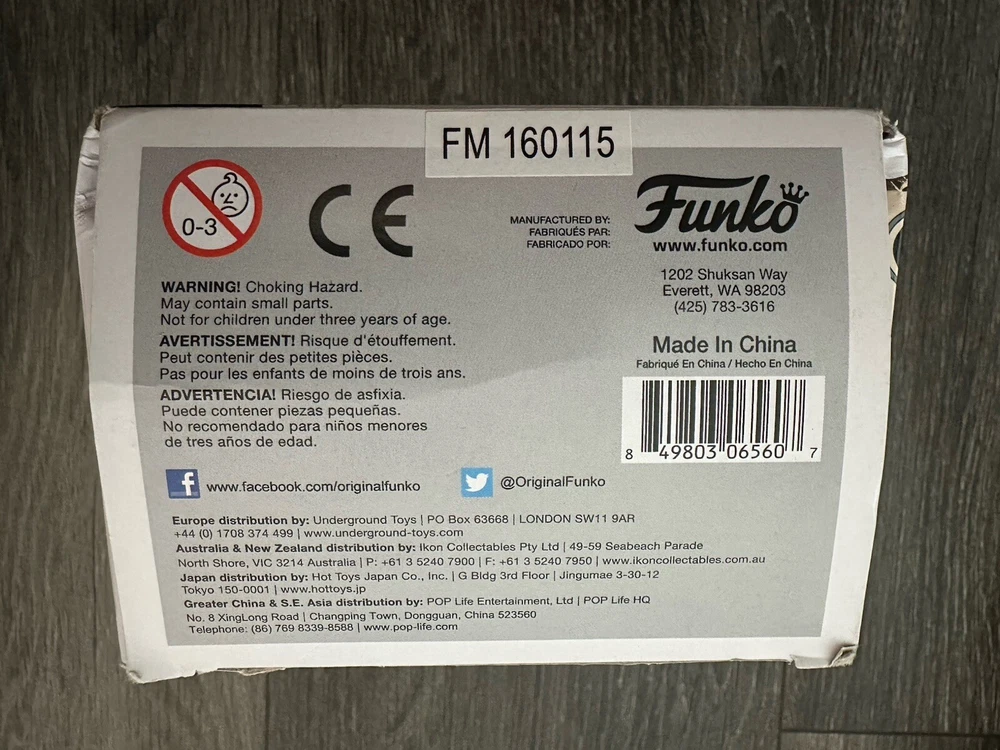 FM 160115
0-3
CE
MANUFACTURED BY:
FABRIQUÉS PAR:
FABRICADO POR:
Funko
www.funko.com
1202 Shuksan Way
Everett, WA 98203
(425) 783-3616
WARNING! Choking Hazard.
May contain small parts.
Not for children under three years of age.
AVERTISSEMENT! Risque d'étouffement.
Peut contenir des petites pièces.
Pas pour les enfants de moins de trois ans.
ADVERTENCIA! Riesgo de asfixia.
Puede contener piezas pequeñas.
No recomendado para niños menores
de tres años de edad.
Made In China
Fabriqué En China / Hecho En China
8 49803 06560 7
f www.facebook.com/originalfunko
@OriginalFunko
Europe distribution by: Underground Toys | PO Box 63668 | LONDON SW11 9AR
+44 (0) 1708 374 499 | www.underground-toys.com
Australia & New Zealand distribution by: Ikon Collectables Pty Ltd | 49-59 Seabeach Parade
North Shore, VIC 3214 Australia | P: +61 3 5240 7900 | F: +61 3 5240 7950 | www.ikoncollectables.com.au
Japan distribution by: Hot Toys Japan Co., Inc. | G Bldg 3rd Floor | Jingumae 3-30-12
Tokyo 150-0001 | www.hottoys.jp
Greater China & S.E. Asia distribution by: POP Life Entertainment, Ltd | POP Life HQ
No. 8 XingLong Road | Changping Town, Dongguan, China 523560
Telephone: (86) 769 8339-8588 | www.pop-life.com